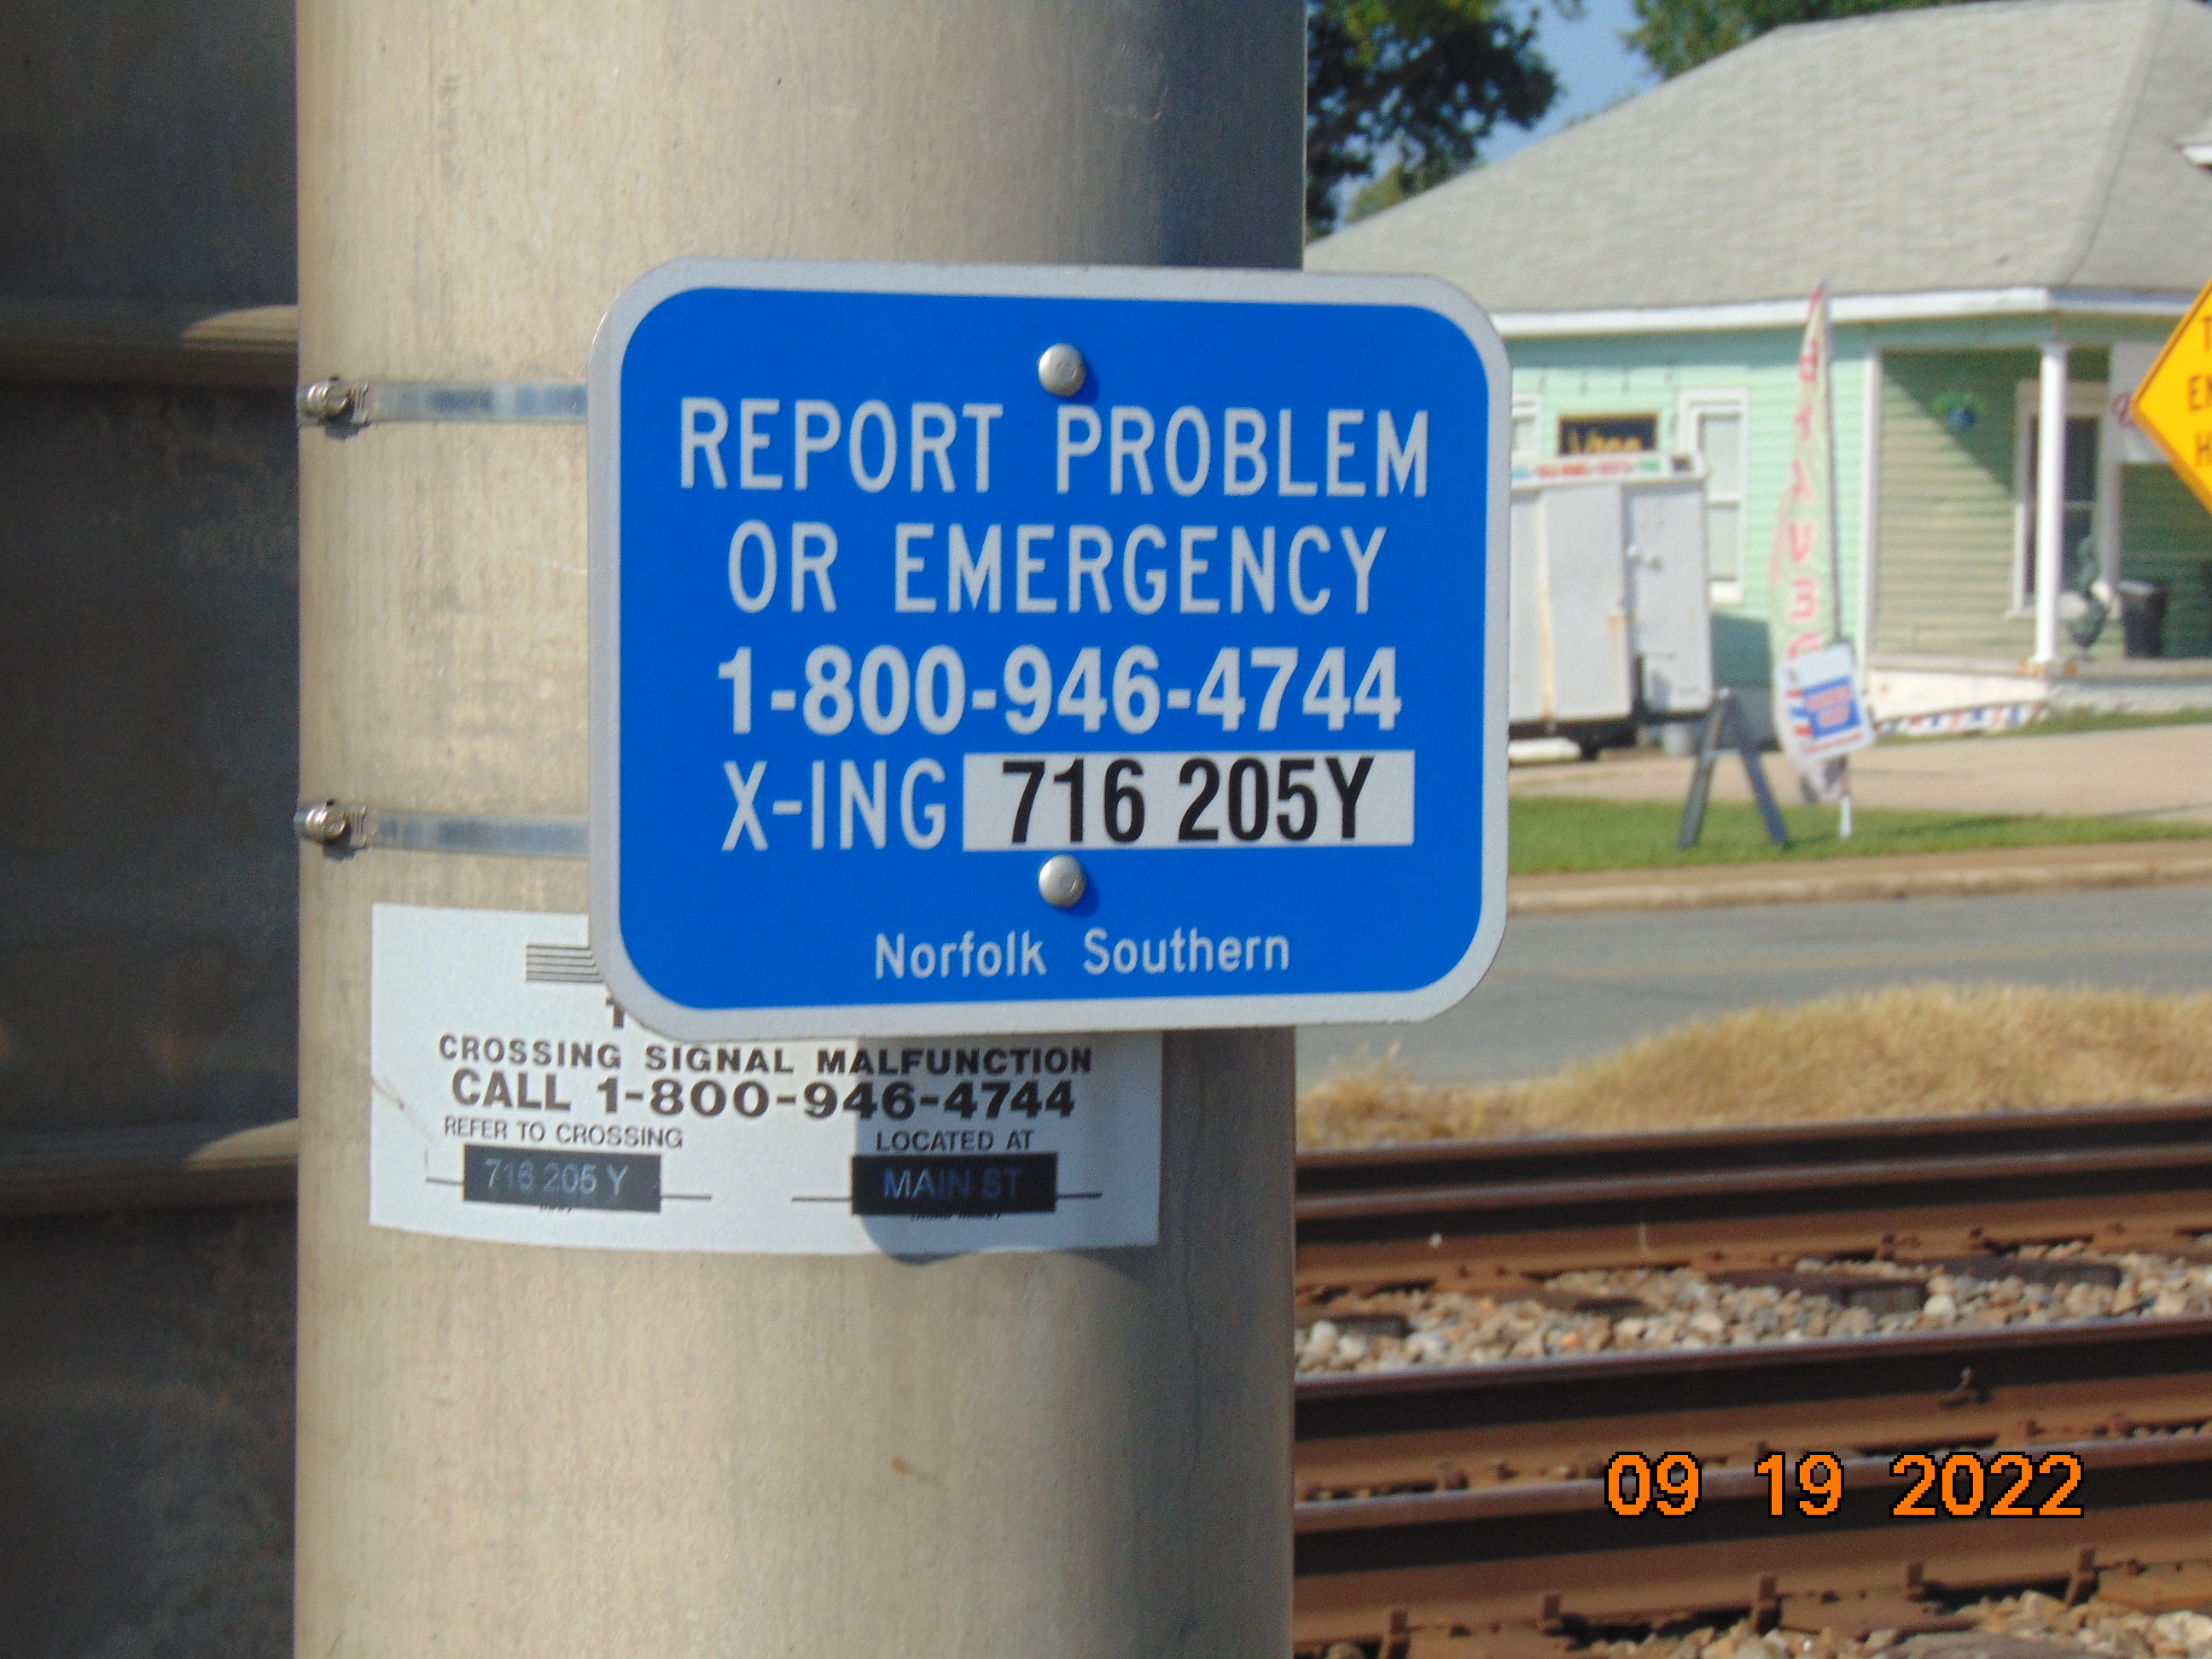 REPORT PROBLEM
OR EMERGENCY
1-800-946-4744
X-ING 716 205Y
Norfolk Southern
CROSSING SIGNAL MALFUNCTION
CALL 1-800-946-4744
REFER TO CROSSING
716 205 Y
LOCATED AT
MAIN ST
09 19 2022